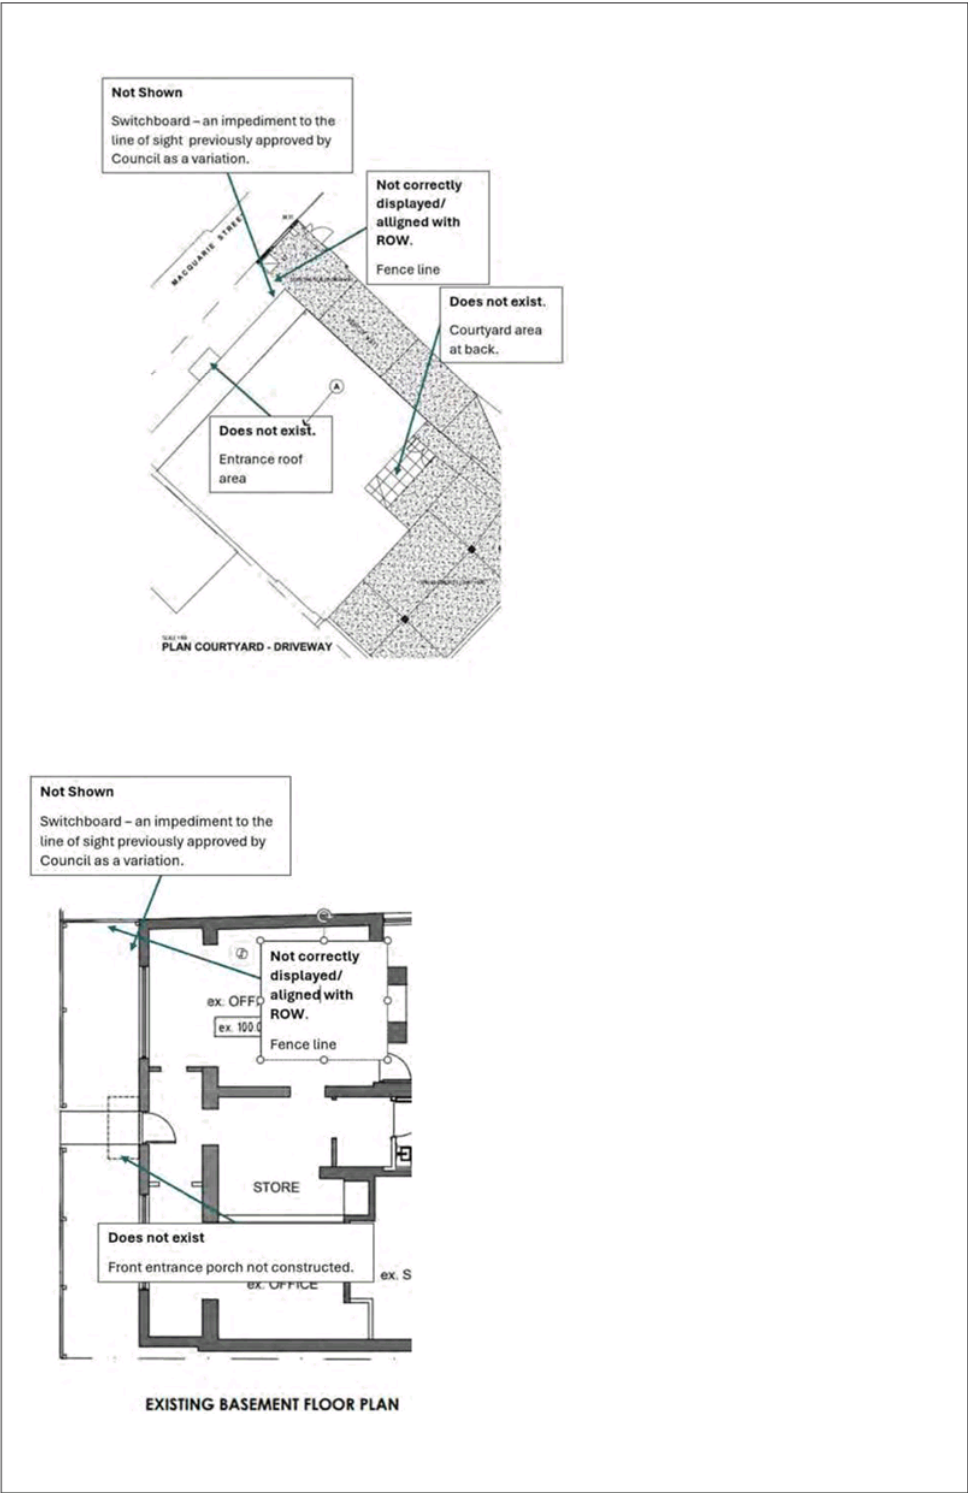 Not Shown
Switchboard – an impediment to the
line of sight previously approved by
Council as a variation.
Not correctly
displayed/
alligned with
ROW.
Fence line
MACQUARIE STREET
Does not exist.
Courtyard area
at back.
A
Does not exist.
Entrance roof
area
PLAN COURTYARD - DRIVEWAY
Not Shown
Switchboard – an impediment to the
line of sight previously approved by
Council as a variation.
Not correctly
displayed/
aligned with
ROW.
Fence line
ex. OFF
ex. 100.0
STORE
Does not exist
Front entrance porch not constructed.
ex. OFFICE
ex. S
EXISTING BASEMENT FLOOR PLAN